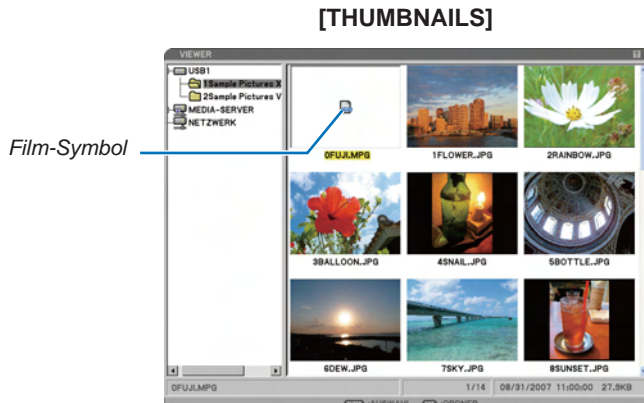 [THUMBNAILS]
VIEWER
USB1
1Sample Pictures X
2Sample Pictures V
MEDIA-SERVER
NETZWERK
Film-Symbol
0FUJI.MPG
1FLOWER.JPG
2RAINBOW.JPG
3BALLOON.JPG
4SNAIL.JPG
5BOTTLE.JPG
6DEW.JPG
7SKY.JPG
8SUNSET.JPG
0FUJI.MPG
1/14
08/31/2007 11:00:00 27.9KB